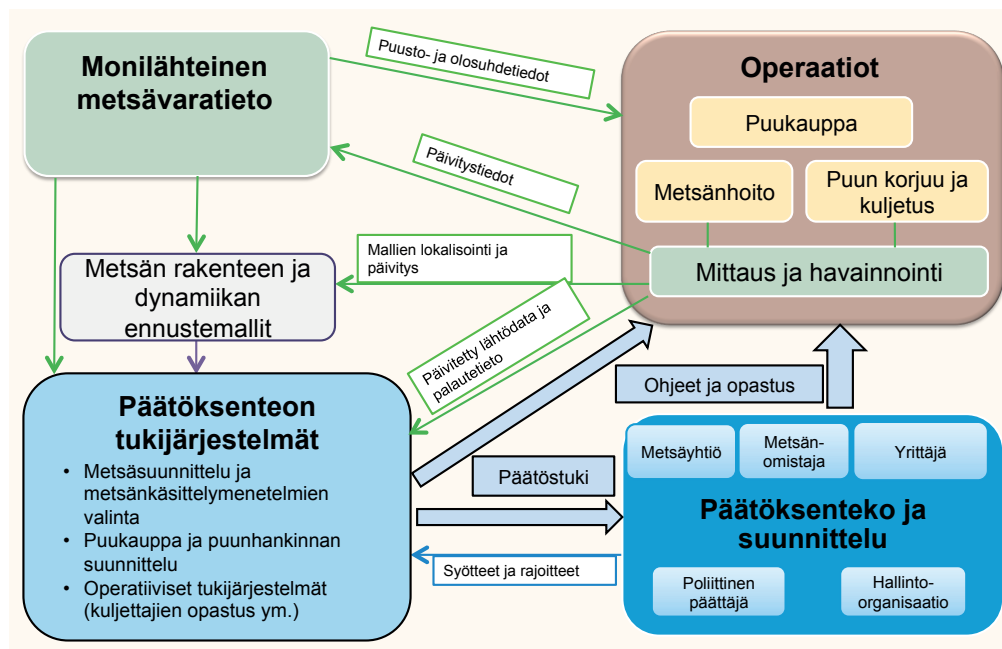 Monilähteinen
metsävaratieto
Puusto- ja olosuhdetiedot
Operaatiot
Puukauppa
Päivitystiedot
Metsänhoito
Puun korjuu ja
kuljetus
Mallien lokalisointi ja
päivitys
Mittaus ja havainnointi
Metsän rakenteen ja
dynamiikan
ennustemallit
Päivitetty lähtödata ja
palautetieto
Ohjeet ja opastus
Päätöksenteon
tukijärjestelmät
• Metsäsuunnittelu ja
metsänkäsittelymenetelmien
valinta
• Puukauppa ja puunhankinnan
suunnittelu
• Operatiiviset tukijärjestelmät
(kuljettajien opastus ym.)
Päätöstuki
Syötteet ja rajoitteet
Metsäyhtiö
Metsän-
omistaja
Yrittäjä
Päätöksenteko ja
suunnittelu
Poliittinen
päättäjä
Hallinto-
organisaatio